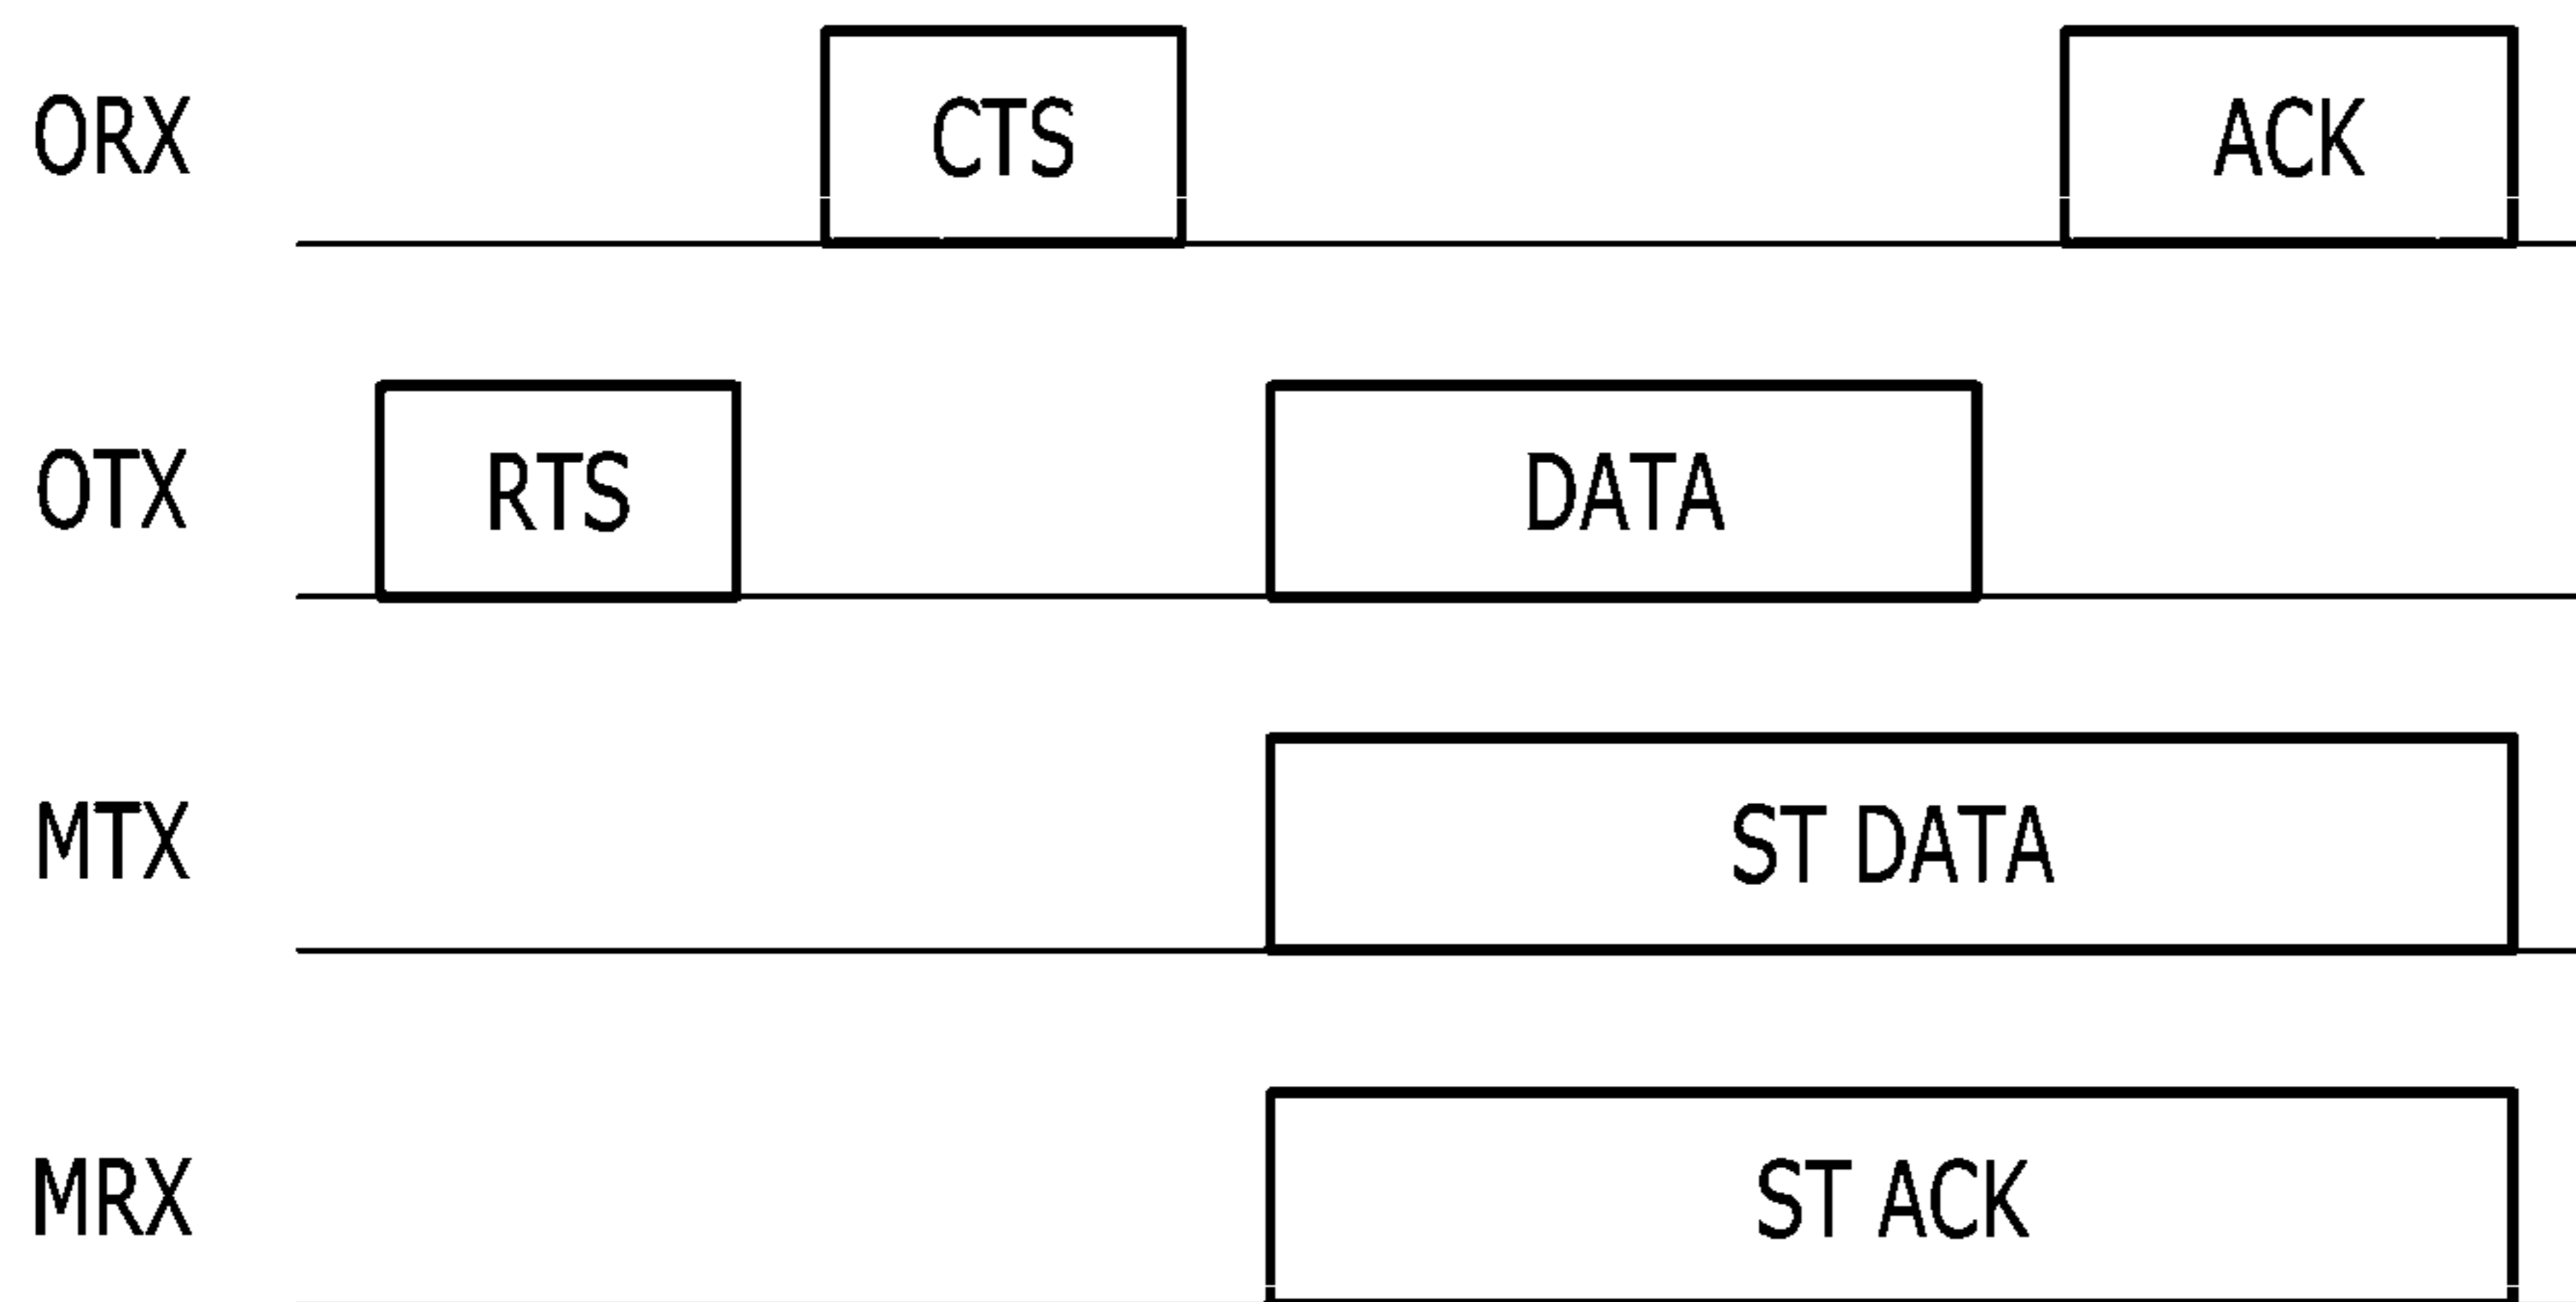 ORX CTS ACK
OTX RTS DATA
MTX ST DATA
MRX ST ACK